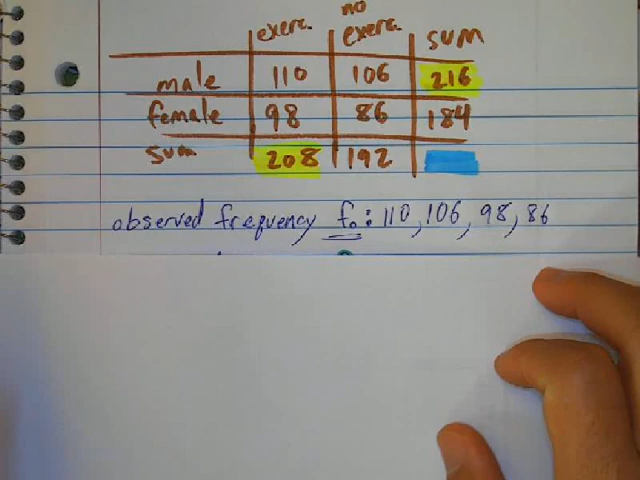 exerc. no exerc. sum
male 110 106 216
female 98 86 184
sum 208 192
observed frequency fo: 110, 106, 98, 86